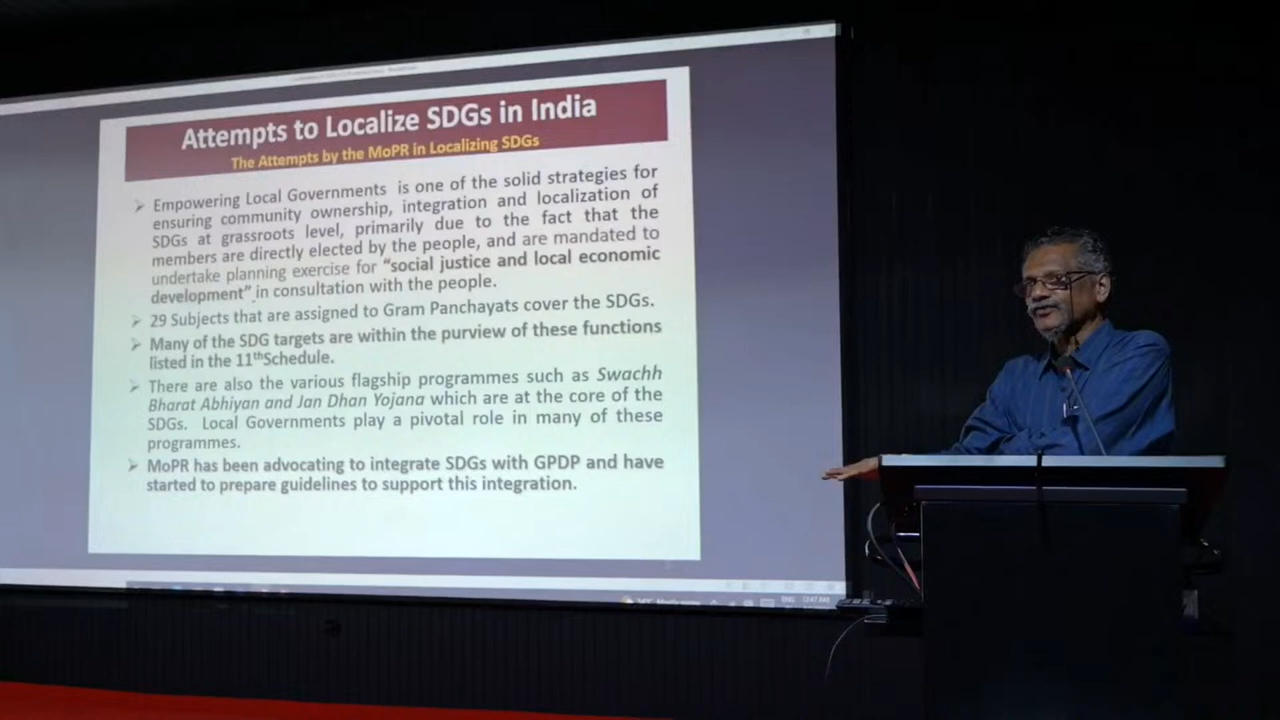 Attempts to Localize SDGs in India
The Attempts by the MoPR in Localizing SDGs
➢ Empowering Local Governments is one of the solid strategies for
ensuring community ownership, integration and localization of
SDGs at grassroots level, primarily due to the fact that the
members are directly elected by the people, and are mandated to
undertake planning exercise for “social justice and local economic
development” in consultation with the people.
➢ 29 Subjects that are assigned to Gram Panchayats cover the SDGs.
➢ Many of the SDG targets are within the purview of these functions
listed in the 11thSchedule.
➢ There are also the various flagship programmes such as Swachh
Bharat Abhiyan and Jan Dhan Yojana which are at the core of the
SDGs. Local Governments play a pivotal role in many of these
programmes.
➢ MoPR has been advocating to integrate SDGs with GPDP and have
started to prepare guidelines to support this integration.
ENG